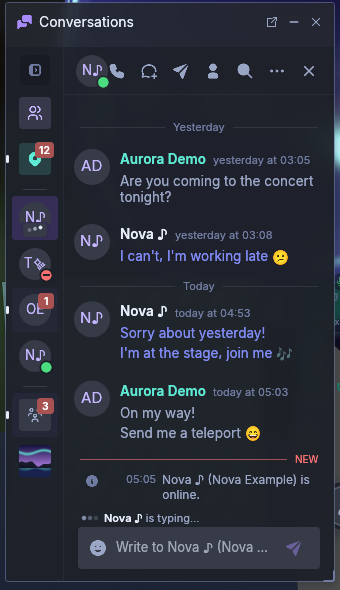 Conversations
N♪
12
Yesterday
AD
Aurora Demo yesterday at 03:05
Are you coming to the concert
tonight?
N♪
N♪
Nova ♪ yesterday at 03:08
I can't, I'm working late 😕
T✨
Today
1
N♪
Nova ♪ today at 04:53
Sorry about yesterday!
I'm at the stage, join me 🎶
N♪
AD
Aurora Demo today at 05:03
On my way!
Send me a teleport 😄
3
NEW
05:05 Nova ♪ (Nova Example) is
online.
Nova ♪ is typing...
Write to Nova ♪ (Nova ...